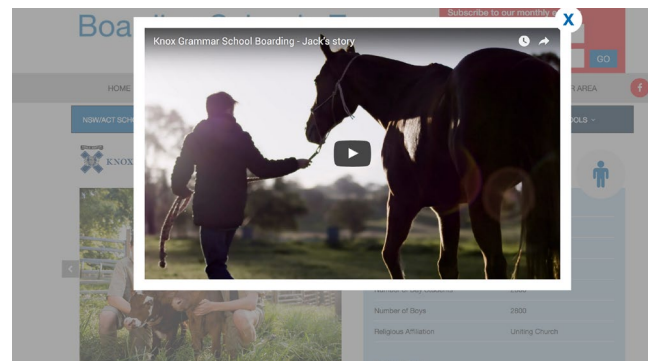 Subscribe to our monthly e
X
Knox Grammar School Boarding - Jack's story
GO
HOME
R AREA
f
NSW/ACT SCH
OLS
KNOX
Number of Boys 2800
Religious Affiliation Uniting Church